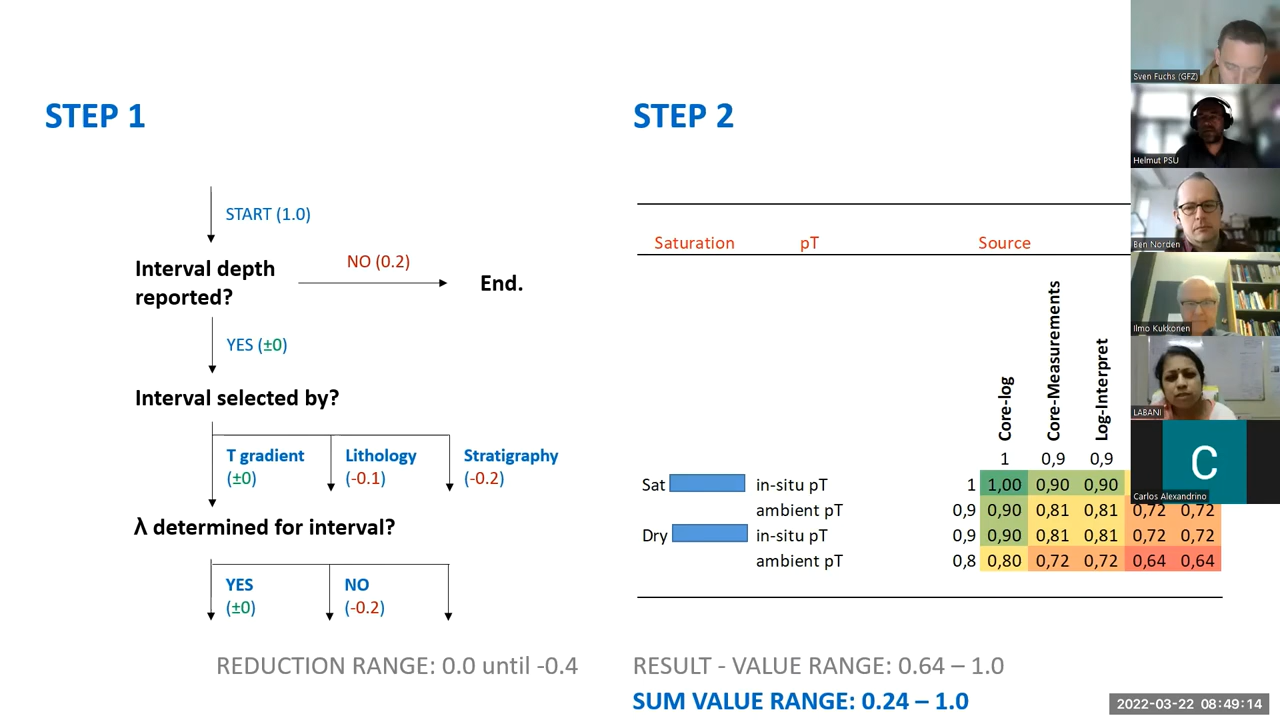 STEP 1
START (1.0)
Interval depth
reported?
NO (0.2)
End.
YES (±0)
Interval selected by?
T gradient
(±0)
Lithology
(-0.1)
Stratigraphy
(-0.2)
λ determined for interval?
YES
(±0)
NO
(-0.2)
REDUCTION RANGE: 0.0 until -0.4
STEP 2
Saturation pT Source
Core-log
Core-Measurements
Log-Interpret
1 0,9 0,9
Sat in-situ pT 1 1,00 0,90 0,90
ambient pT 0,9 0,90 0,81 0,81 0,72 0,72
Dry in-situ pT 0,9 0,90 0,81 0,81 0,72 0,72
ambient pT 0,8 0,80 0,72 0,72 0,64 0,64
RESULT - VALUE RANGE: 0.64 – 1.0
SUM VALUE RANGE: 0.24 – 1.0
Sven Fuchs (GFZ)
Helmut PSU
Ben Norden
Ilmo Kukkonen
LABANI
C
Carlos Alexandrino
2022-03-22 08:49:14